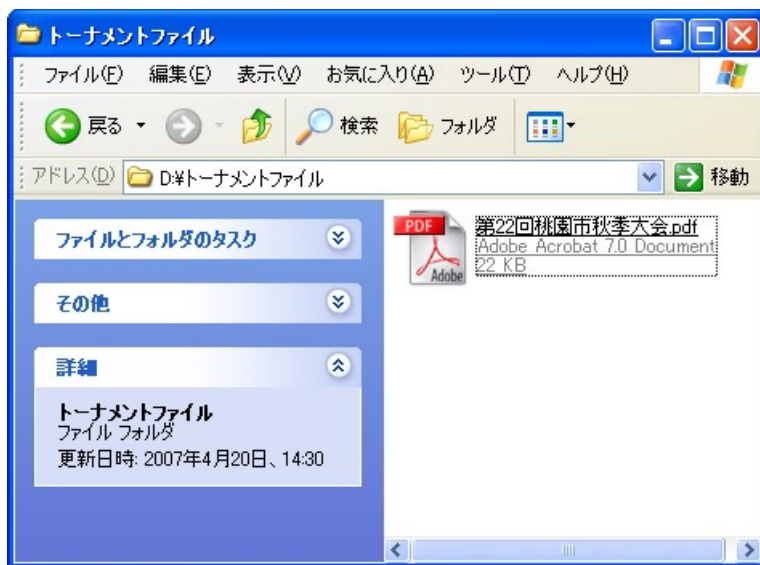 トーナメントファイル
ファイル(F) 編集(E) 表示(V) お気に入り(A) ツール(T) ヘルプ(H)
戻る 検索 フォルダ
アドレス(D) D:¥トーナメントファイル 移動
ファイルとフォルダのタスク
その他
詳細
トーナメントファイル
ファイル フォルダ
更新日時: 2007年4月20日、14:30
PDF
Adobe
第22回桃園市秋季大会.pdf
Adobe Acrobat 7.0 Document
22 KB